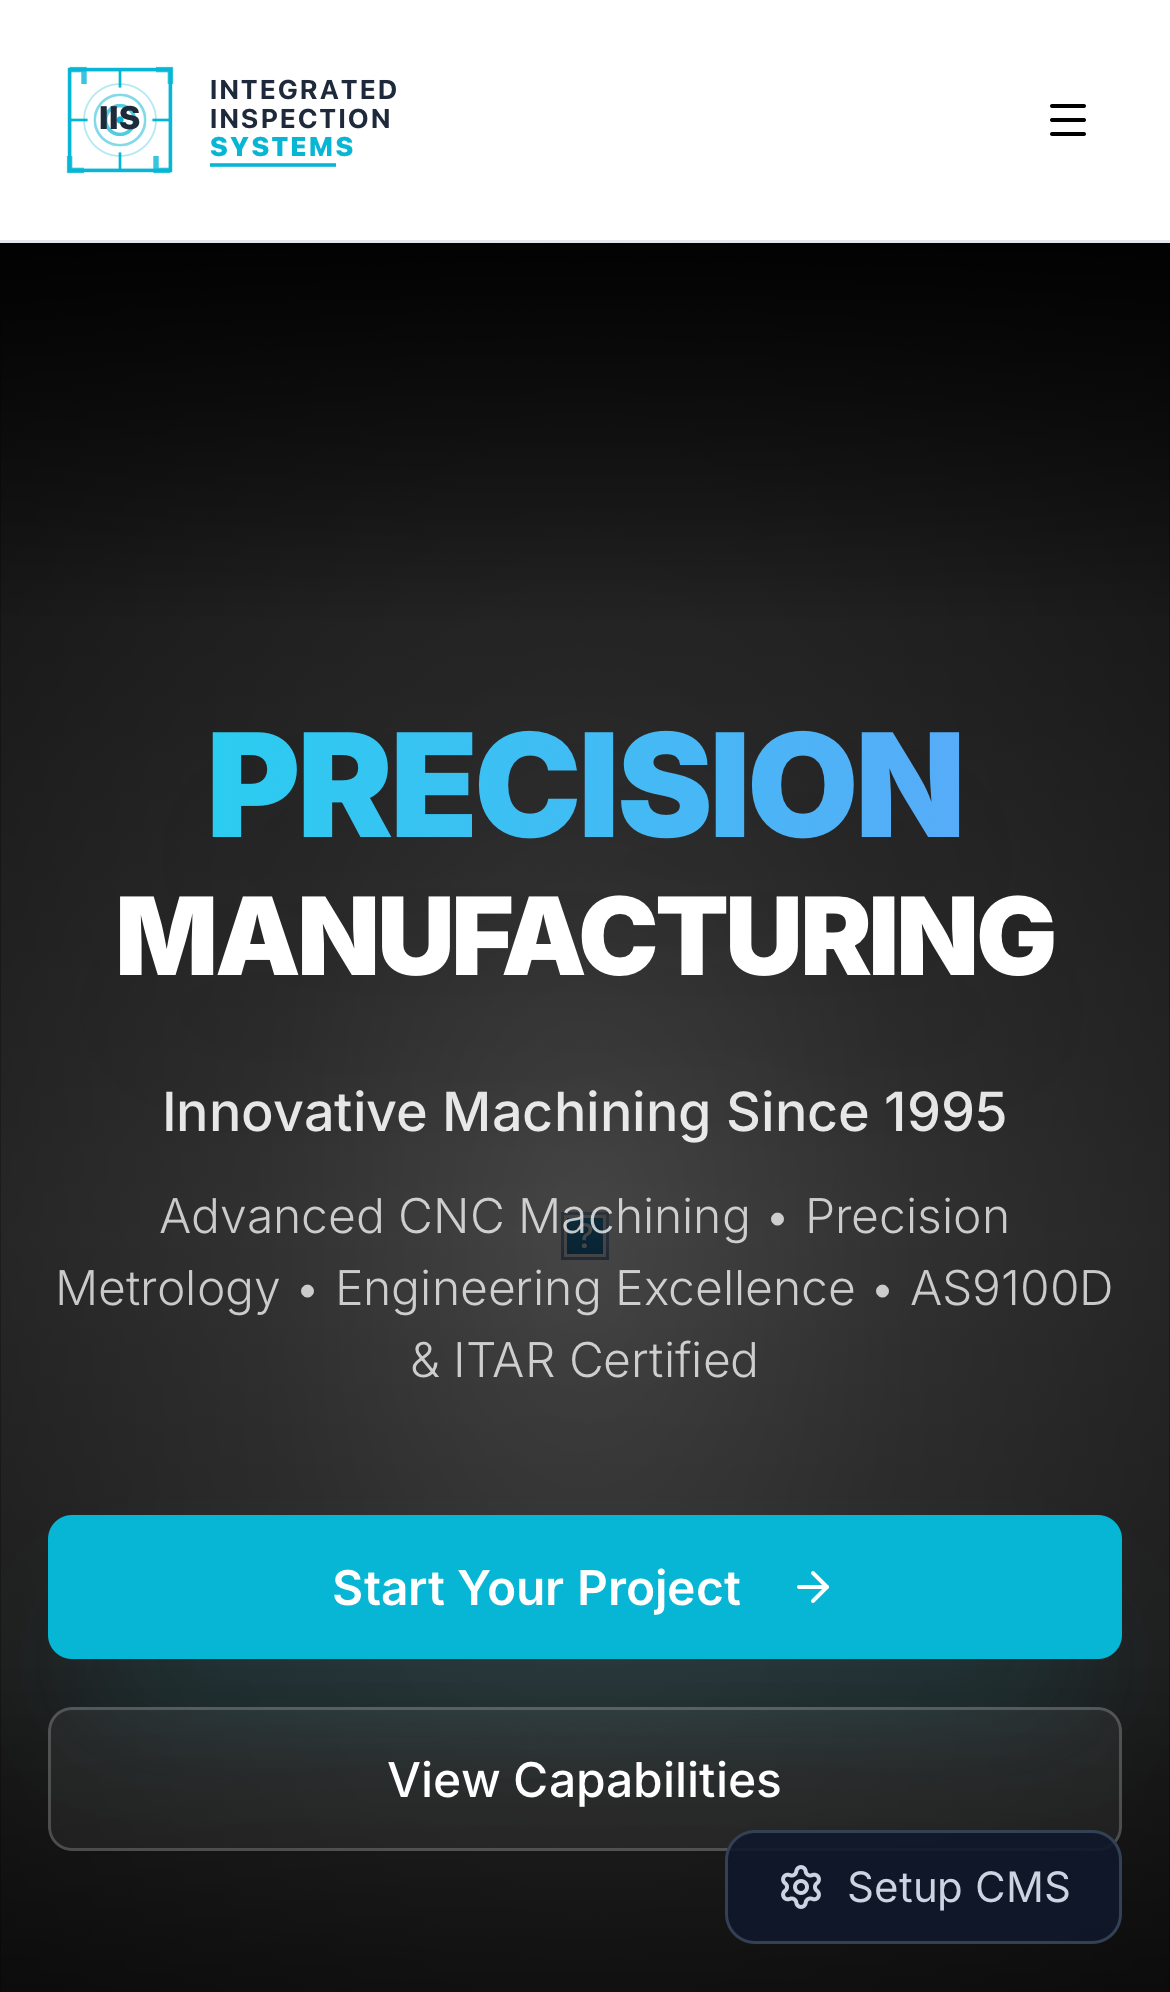 IIS
INTEGRATED
INSPECTION
SYSTEMS
PRECISION
MANUFACTURING
Innovative Machining Since 1995
Advanced CNC Machining • Precision
Metrology • Engineering Excellence • AS9100D
& ITAR Certified
?
Start Your Project →
View Capabilities
Setup CMS